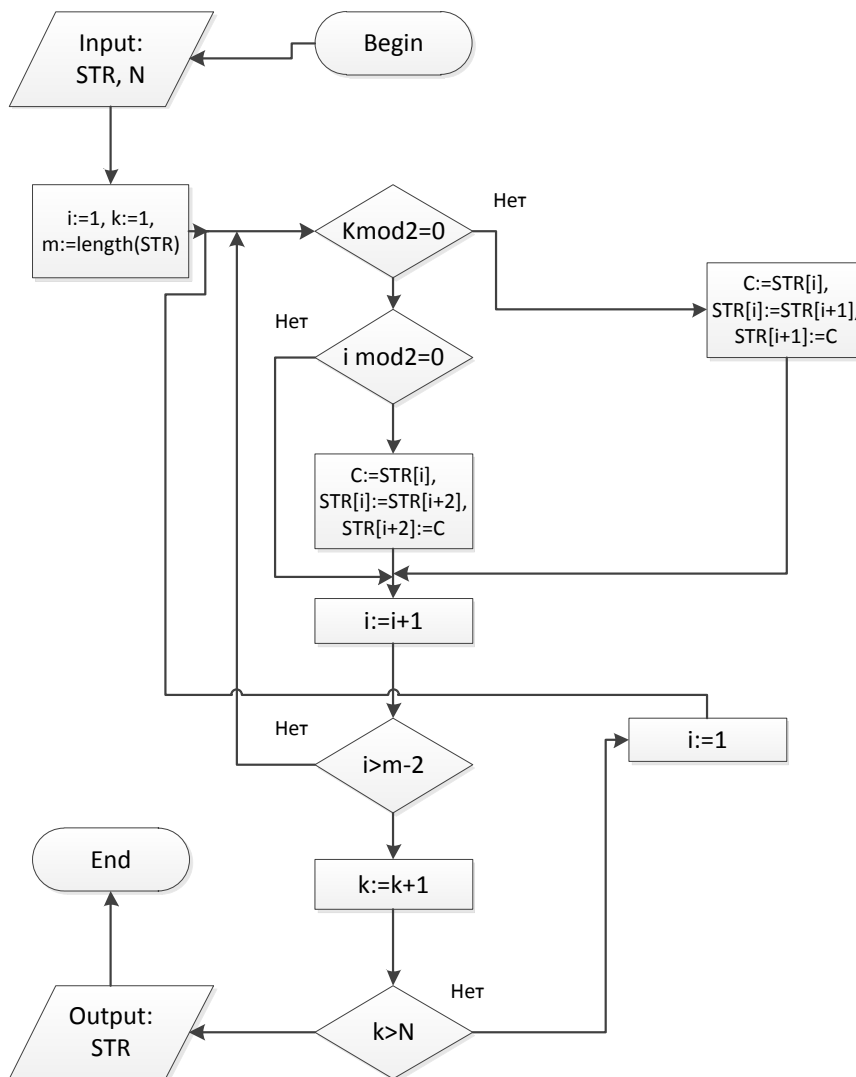 Begin
Input:
STR, N
i:=1, k:=1,
m:=length(STR)
Kmod2=0
Нет
C:=STR[i],
STR[i]:=STR[i+1],
STR[i+1]:=C
Нет
i mod2=0
C:=STR[i],
STR[i]:=STR[i+2],
STR[i+2]:=C
i:=i+1
Нет
i>m-2
i:=1
End
k:=k+1
Нет
k>N
Output:
STR